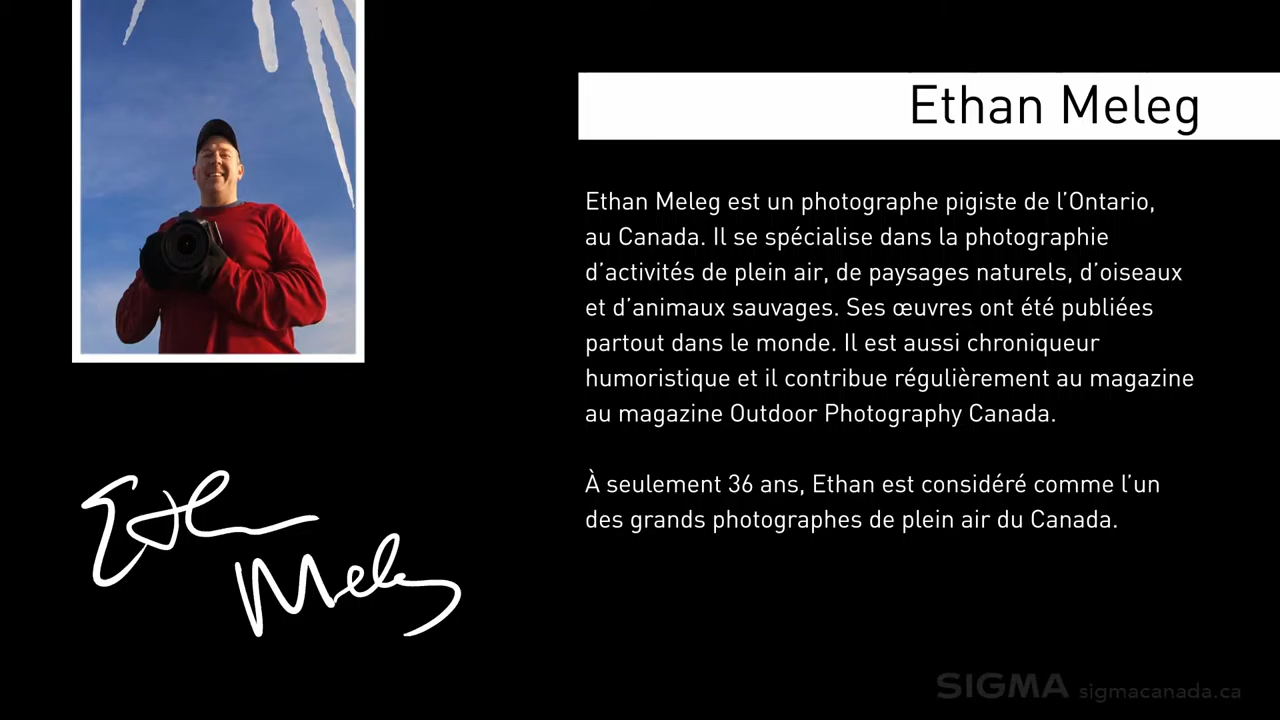 Ethan Meleg
Ethan Meleg est un photographe pigiste de l’Ontario,
au Canada. Il se spécialise dans la photographie
d’activités de plein air, de paysages naturels, d’oiseaux
et d’animaux sauvages. Ses œuvres ont été publiées
partout dans le monde. Il est aussi chroniqueur
humoristique et il contribue régulièrement au magazine
au magazine Outdoor Photography Canada.
À seulement 36 ans, Ethan est considéré comme l’un
des grands photographes de plein air du Canada.
Ethan
Meleg
SIGMA sigmacanada.ca